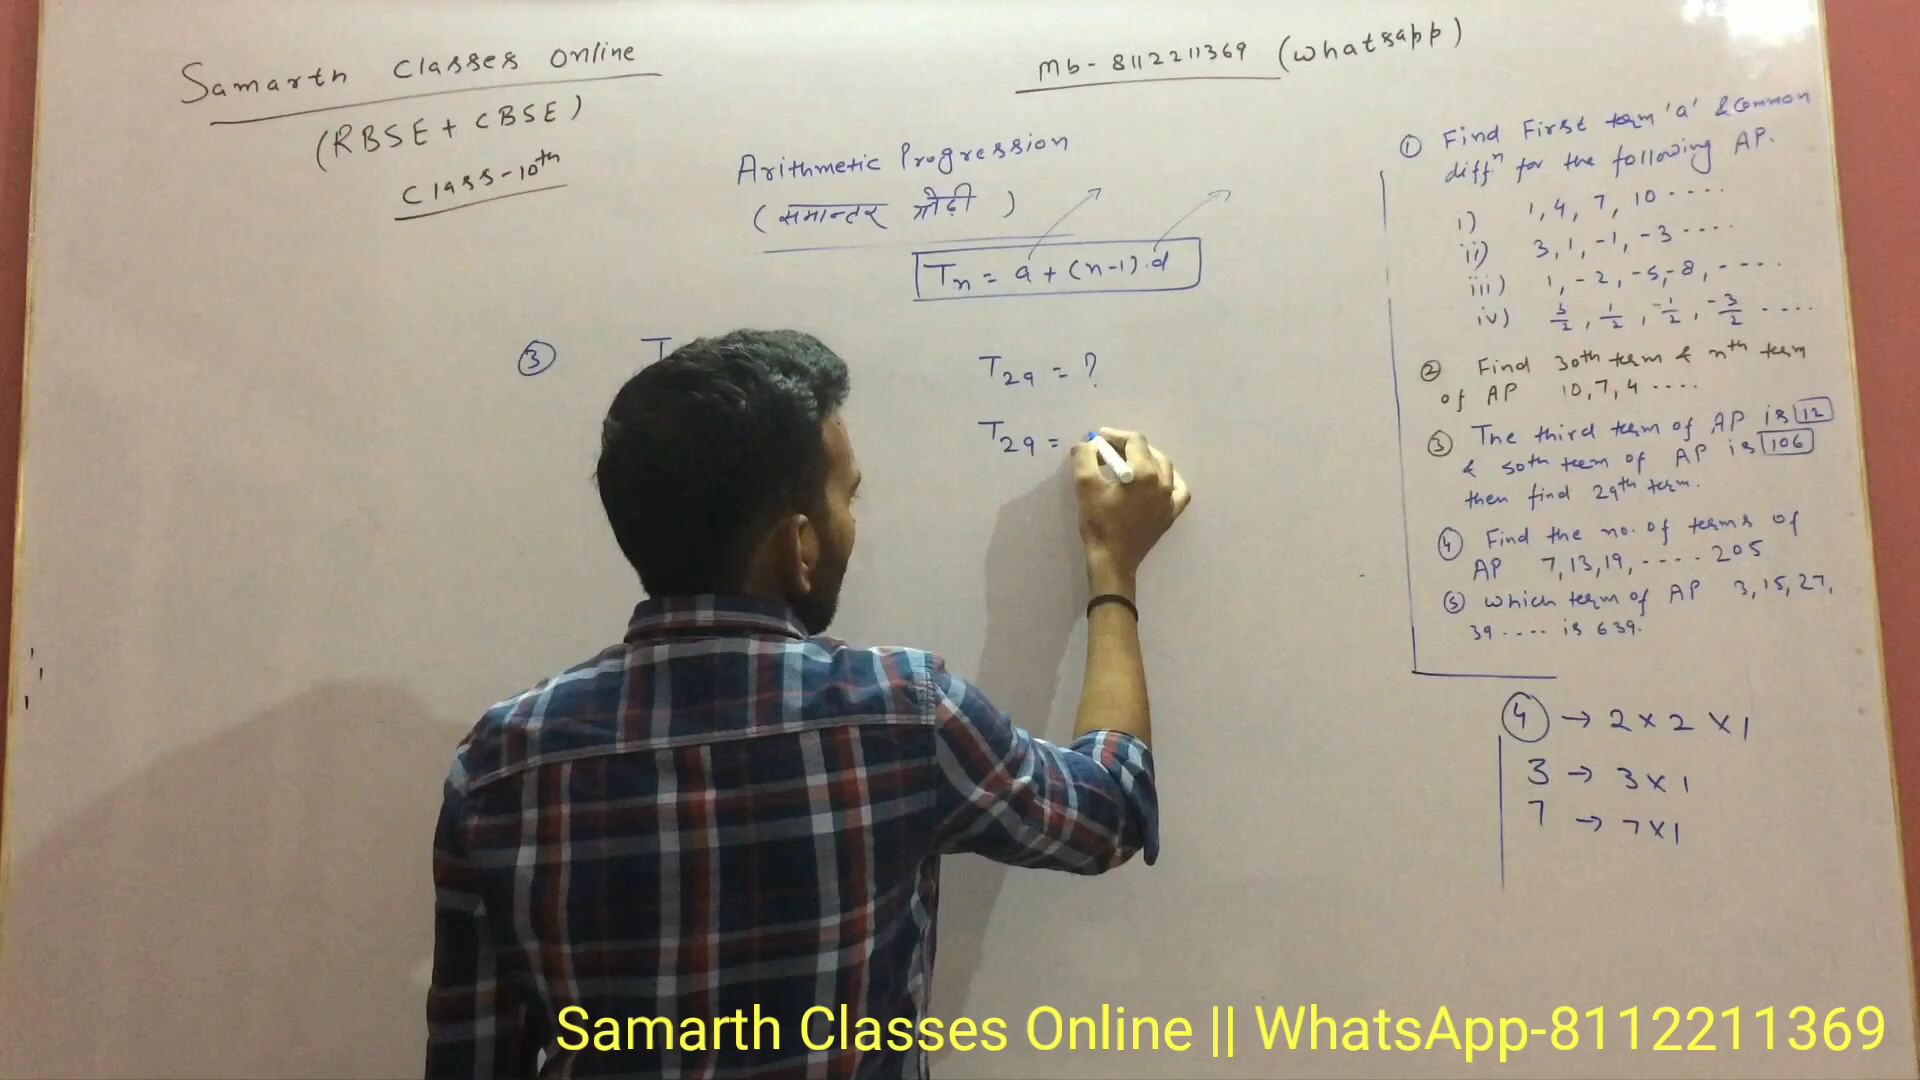 Samarth Classes Online
(RBSE + CBSE)
Class-10th
Mb- 8112211369 (Whatsapp)
Arithmetic Progression
(समान्तर श्रेढ़ी)
Tn = a + (n-1).d
③ T
T29 = ?
T29 =
① Find First term 'a' & Common
diffn for the following AP.
i) 1, 4, 7, 10 ....
ii) 3, 1, -1, -3 ....
iii) 1, -2, -5, -8, ----
iv) 3/2, 1/2, -1/2, -3/2 ....
② Find 30th term & nth term
of AP 10, 7, 4 ....
③ The third term of AP is 12
& 50th term of AP is 106
then find 29th term.
④ Find the no. of terms of
AP 7, 13, 19, ---- 205
⑤ Which term of AP 3, 15, 27,
39 .... is 639.
④ → 2 x 2 x 1
3 → 3 x 1
7 → 7 x 1
Samarth Classes Online || WhatsApp-8112211369